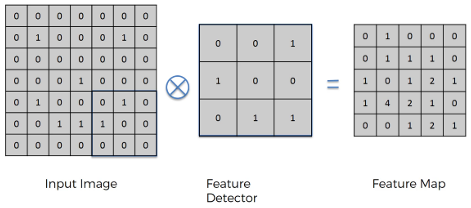 0 0 0 0 0 0 0
0 1 0 0 0 1 0
0 0 0 0 0 0 0
0 0 0 1 0 0 0
0 1 0 0 0 1 0
0 0 1 1 1 0 0
0 0 0 0 0 0 0
⊗
0 0 1
1 0 0
0 1 1
=
0 1 0 0 0
0 1 1 1 0
1 0 1 2 1
1 4 2 1 0
0 0 1 2 1
Input Image
Feature
Detector
Feature Map